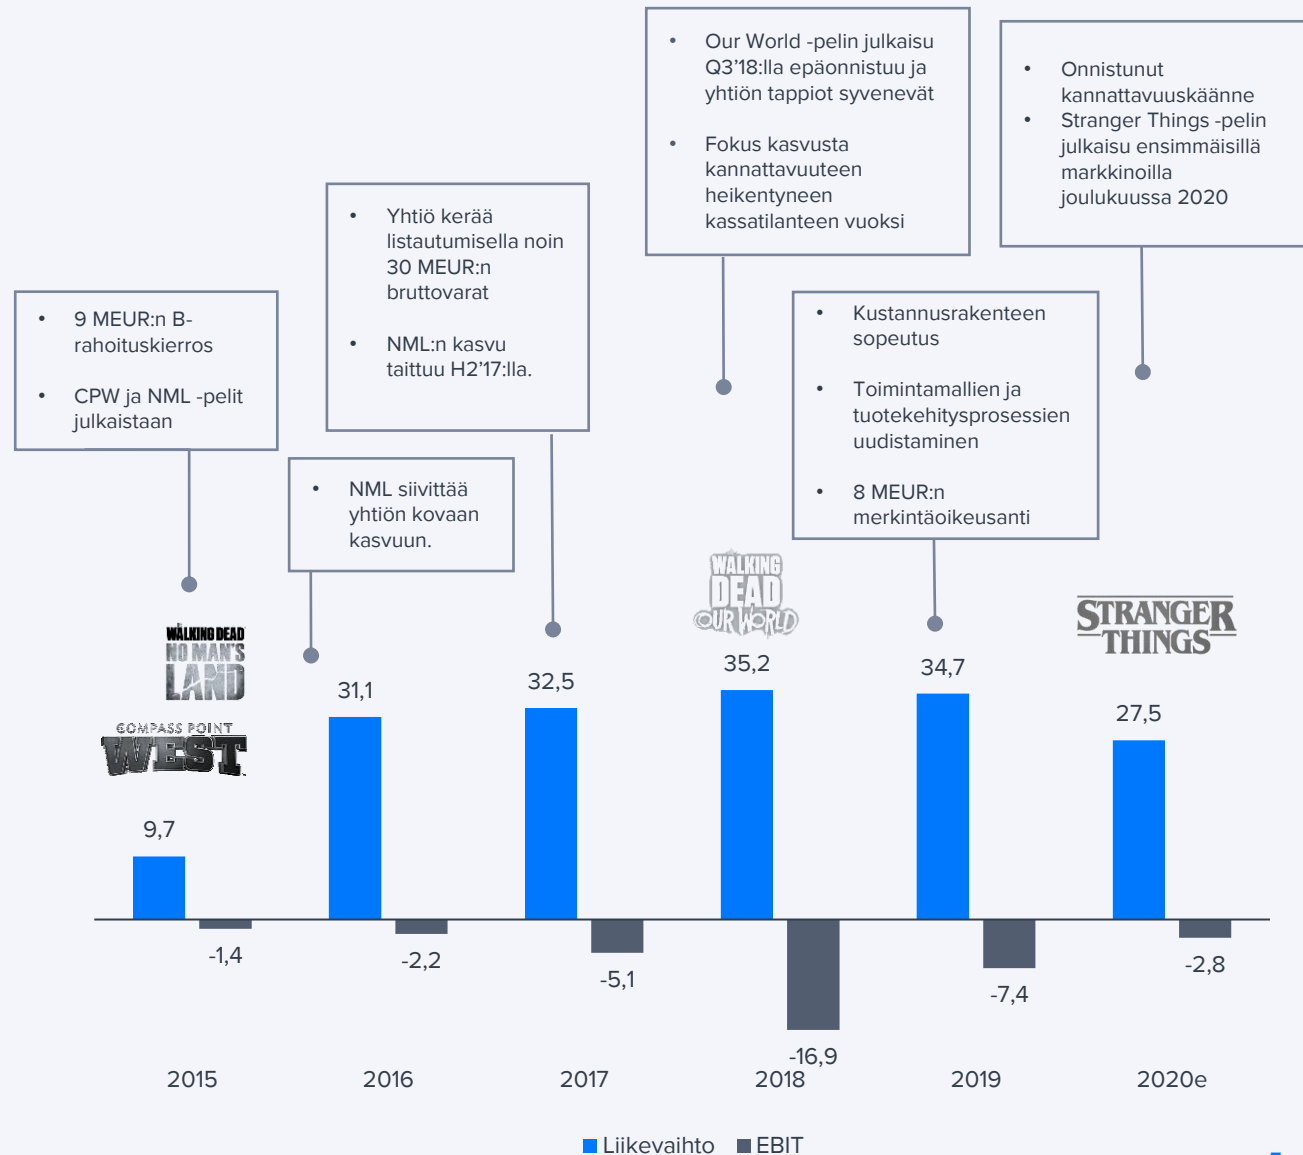 • Our World -pelin julkaisu
Q3’18:lla epäonnistuu ja
yhtiön tappiot syvenevät
• Fokus kasvusta
kannattavuuteen
heikentyneen
kassatilanteen vuoksi
• Onnistunut
kannattavuuskäänne
• Stranger Things -pelin
julkaisu ensimmäisillä
markkinoilla
joulukuussa 2020
• Yhtiö kerää
listautumisella noin
30 MEUR:n
bruttovarat
• NML:n kasvu
taittuu H2’17:lla.
• 9 MEUR:n B-
rahoituskierros
• CPW ja NML -pelit
julkaistaan
• Kustannusrakenteen
sopeutus
• Toimintamallien ja
tuotekehitysprosessien
uudistaminen
• 8 MEUR:n
merkintäoikeusanti
• NML siivittää
yhtiön kovaan
kasvuun.
WALKING DEAD
NO MAN'S
LAND
COMPASS POINT
WEST
WALKING
DEAD
OUR WORLD
STRANGER
THINGS
9,7
31,1
32,5
35,2
34,7
27,5
-1,4
-2,2
-5,1
-16,9
-7,4
-2,8
2015
2016
2017
2018
2019
2020e
Liikevaihto
EBIT